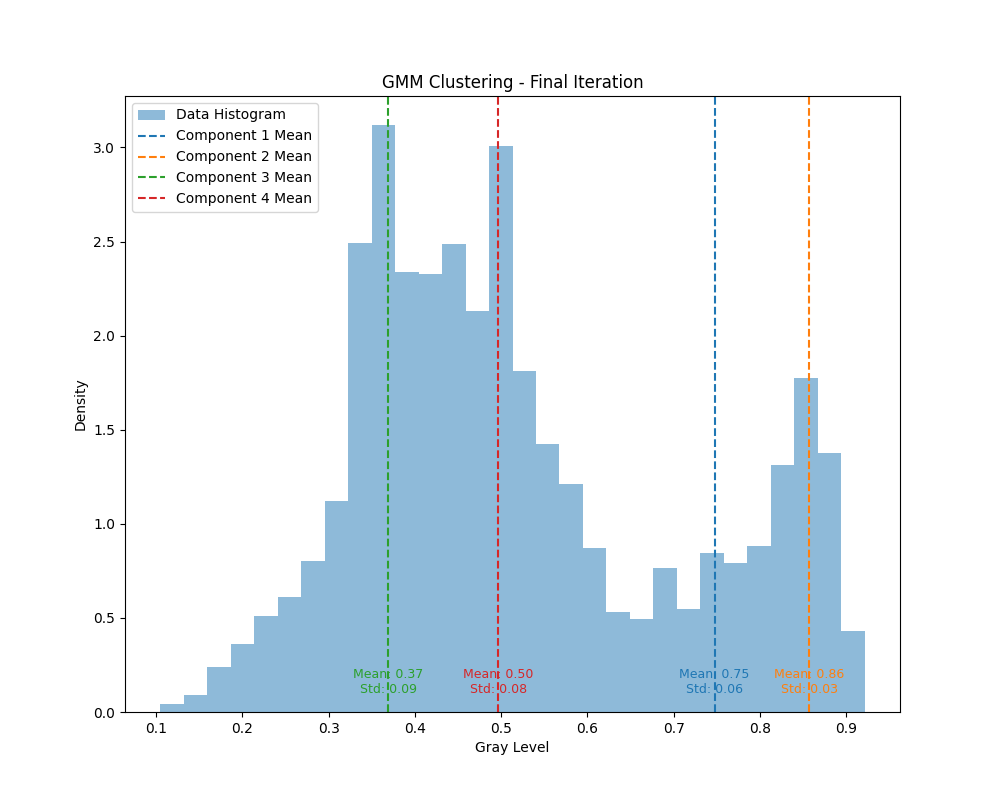 GMM Clustering - Final Iteration
Data Histogram
Component 1 Mean
Component 2 Mean
Component 3 Mean
Component 4 Mean
Density
3.0
2.5
2.0
1.5
1.0
0.5
0.0
Mean: 0.37
Std: 0.09
Mean: 0.50
Std: 0.08
Mean: 0.75
Std: 0.06
Mean: 0.86
Std: 0.03
0.1 0.2 0.3 0.4 0.5 0.6 0.7 0.8 0.9
Gray Level